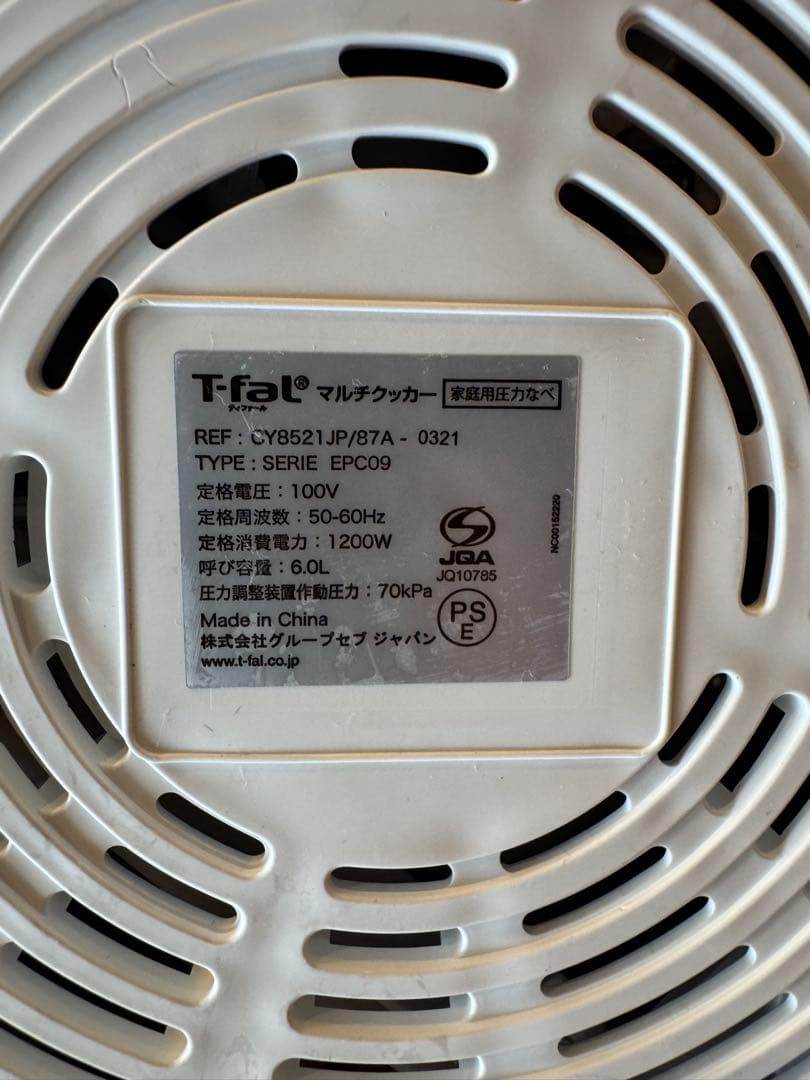 T-fal® マルチクッカー 家庭用圧力なべ
ティファール
REF : CY8521JP/87A - 0321
TYPE : SERIE EPC09
定格電圧 : 100V
定格周波数 : 50-60Hz
定格消費電力 : 1200W
呼び容量 : 6.0L
圧力調整装置作動圧力 : 70kPa
Made in China
株式会社グループセブ ジャパン
www.t-fal.co.jp
JQA
JQ10785
PS
E
NC00152220